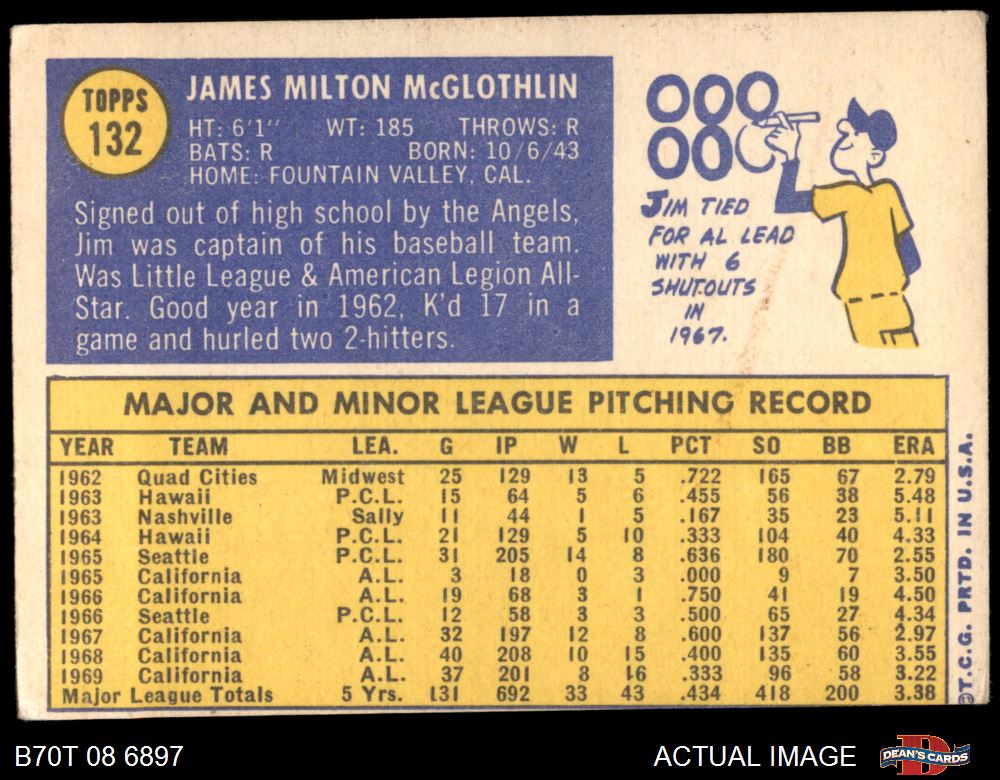 TOPPS
132
JAMES MILTON McGLOTHLIN
HT: 6'1" WT: 185 THROWS: R
BATS: R BORN: 10/6/43
HOME: FOUNTAIN VALLEY, CAL.
Signed out of high school by the Angels,
Jim was captain of his baseball team.
Was Little League & American Legion All-
Star. Good year in 1962, K'd 17 in a
game and hurled two 2-hitters.
000
000
JIM TIED
FOR AL LEAD
WITH 6
SHUTOUTS
IN
1967.
MAJOR AND MINOR LEAGUE PITCHING RECORD
YEAR TEAM LEA. G IP W L PCT SO BB ERA
1962 Quad Cities Midwest 25 129 13 5 .722 165 67 2.79
1963 Hawaii P.C.L. 15 64 5 6 .455 56 38 5.48
1963 Nashville Sally 11 44 1 5 .167 35 23 5.11
1964 Hawaii P.C.L. 21 129 5 10 .333 104 40 4.33
1965 Seattle P.C.L. 31 205 14 8 .636 180 70 2.55
1965 California A.L. 3 18 0 3 .000 9 7 3.50
1966 California A.L. 19 68 3 1 .750 41 19 4.50
1966 Seattle P.C.L. 12 58 3 3 .500 65 27 4.34
1967 California A.L. 32 197 12 8 .600 137 56 2.97
1968 California A.L. 40 208 10 15 .400 135 60 3.55
1969 California A.L. 37 201 8 16 .333 96 58 3.22
Major League Totals 5 Yrs. 131 692 33 43 .434 418 200 3.38
©T.C.G. PRTD. IN U.S.A.
B70T 08 6897
ACTUAL IMAGE
DEAN'S CARDS